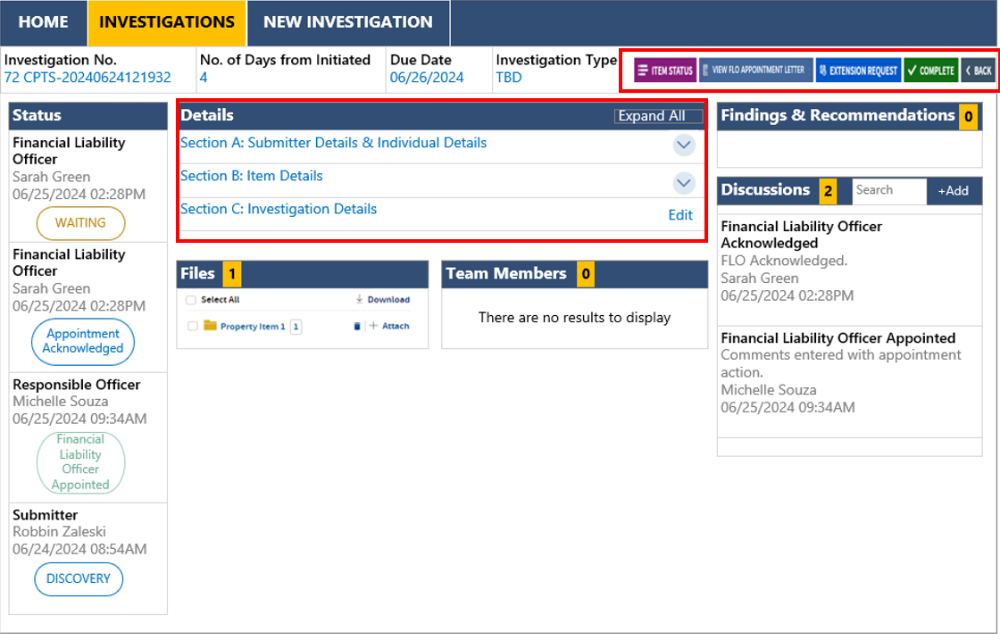 HOME INVESTIGATIONS NEW INVESTIGATION
Investigation No. No. of Days from Initiated Due Date Investigation Type
72 CPTS-20240624121932 4 06/26/2024 TBD
ITEM STATUS VIEW FLO APPOINTMENT LETTER EXTENSION REQUEST COMPLETE BACK
Status
Financial Liability
Officer
Sarah Green
06/25/2024 02:28PM
WAITING
Financial Liability
Officer
Sarah Green
06/25/2024 02:28PM
Appointment
Acknowledged
Responsible Officer
Michelle Souza
06/25/2024 09:34AM
Financial
Liability
Officer
Appointed
Submitter
Robbin Zaleski
06/24/2024 08:54AM
DISCOVERY
Details Expand All
Section A: Submitter Details & Individual Details
Section B: Item Details
Section C: Investigation Details
Edit
Files 1
Select All Download
Property Item 1 1 Attach
Team Members 0
There are no results to display
Findings & Recommendations 0
Discussions 2 Search +Add
Financial Liability Officer
Acknowledged
FLO Acknowledged.
Sarah Green
06/25/2024 02:28PM
Financial Liability Officer Appointed
Comments entered with appointment
action.
Michelle Souza
06/25/2024 09:34AM